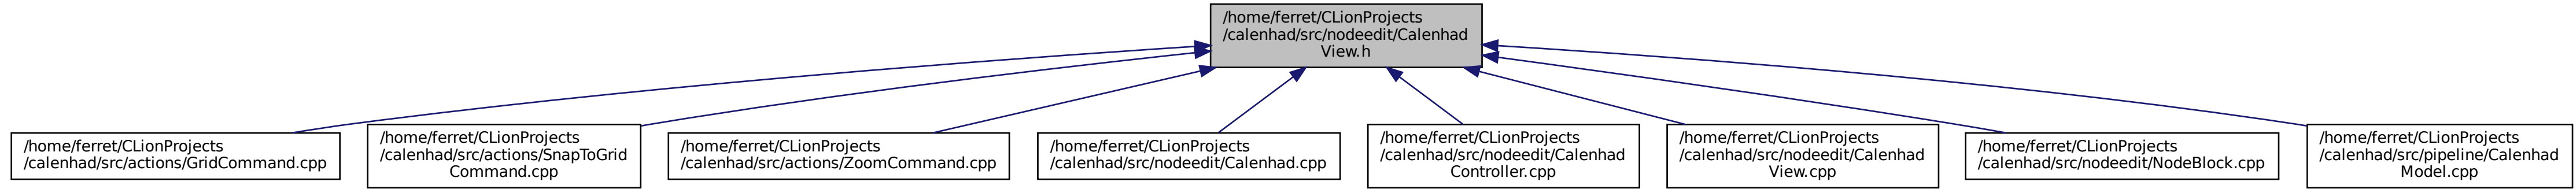 /home/ferret/CLionProjects
/calenhad/src/nodeedit/Calenhad
View.h
/home/ferret/CLionProjects
/calenhad/src/actions/GridCommand.cpp
/home/ferret/CLionProjects
/calenhad/src/actions/SnapToGrid
Command.cpp
/home/ferret/CLionProjects
/calenhad/src/actions/ZoomCommand.cpp
/home/ferret/CLionProjects
/calenhad/src/nodeedit/Calenhad.cpp
/home/ferret/CLionProjects
/calenhad/src/nodeedit/Calenhad
Controller.cpp
/home/ferret/CLionProjects
/calenhad/src/nodeedit/Calenhad
View.cpp
/home/ferret/CLionProjects
/calenhad/src/nodeedit/NodeBlock.cpp
/home/ferret/CLionProjects
/calenhad/src/pipeline/Calenhad
Model.cpp